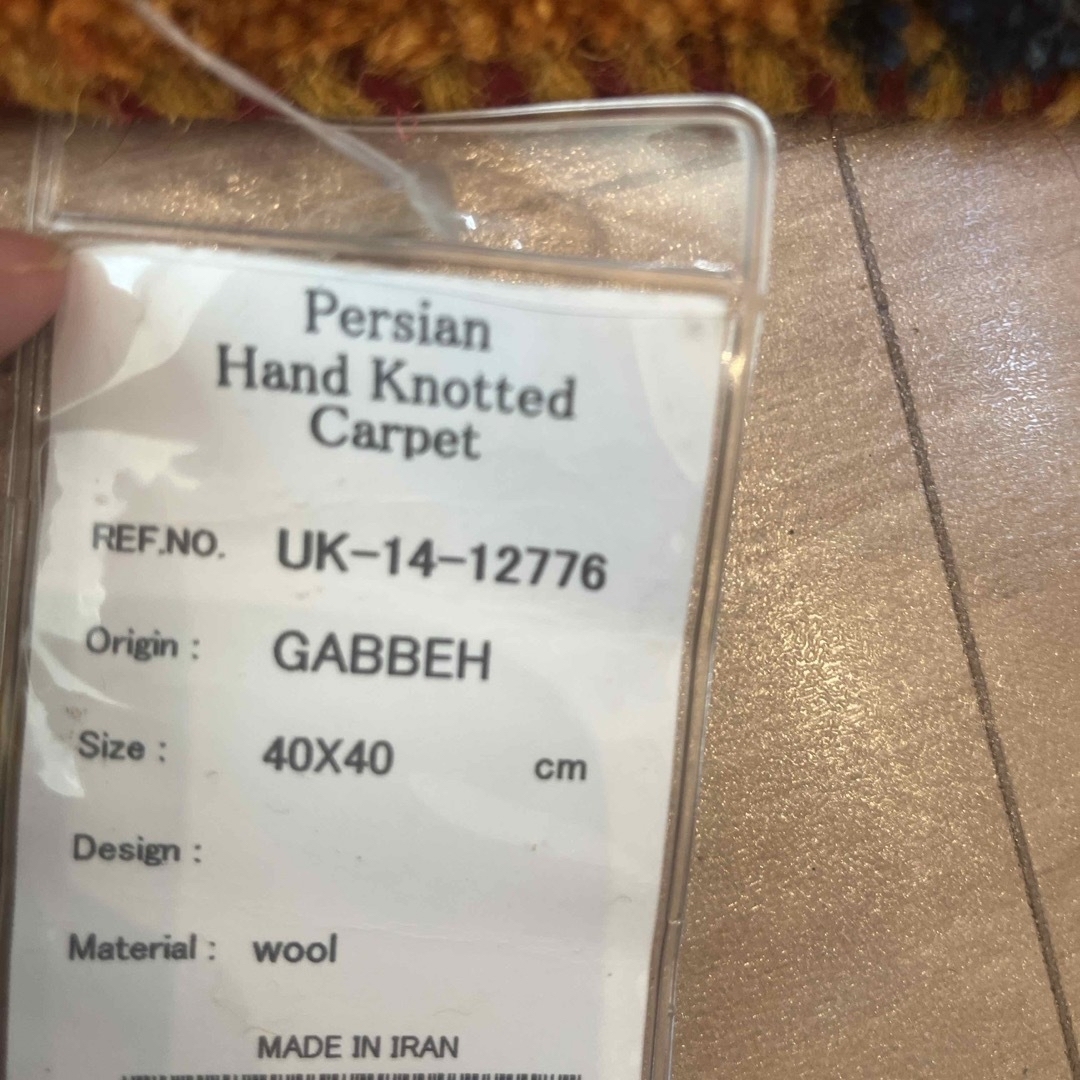 Persian
Hand Knotted
Carpet
REF.NO. UK-14-12776
Origin : GABBEH
Size : 40X40 cm
Design :
Material : wool
MADE IN IRAN